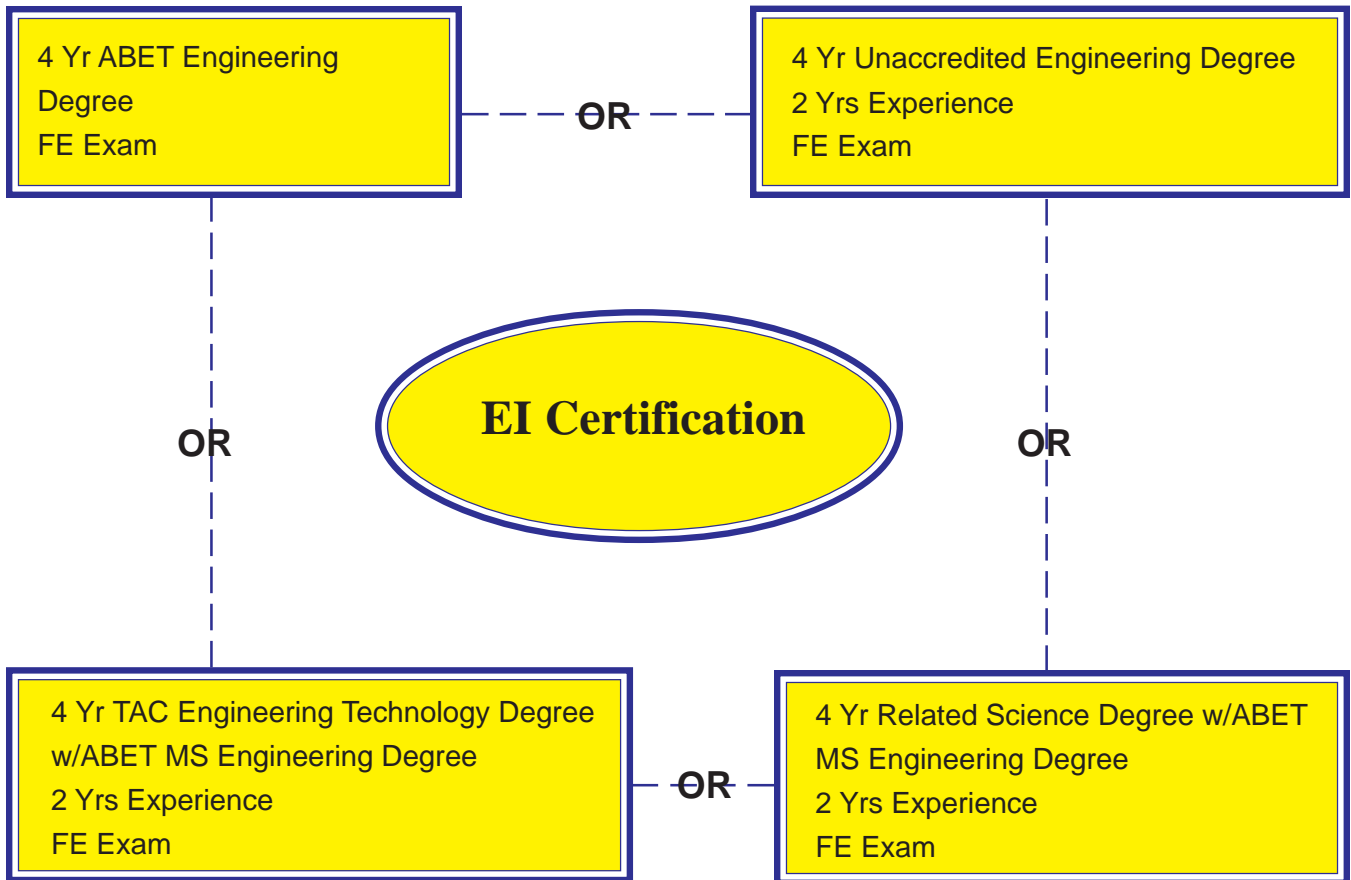 4 Yr ABET Engineering
Degree
FE Exam
OR
4 Yr Unaccredited Engineering Degree
2 Yrs Experience
FE Exam
EI Certification
OR
OR
4 Yr TAC Engineering Technology Degree
w/ABET MS Engineering Degree
2 Yrs Experience
FE Exam
OR
4 Yr Related Science Degree w/ABET
MS Engineering Degree
2 Yrs Experience
FE Exam